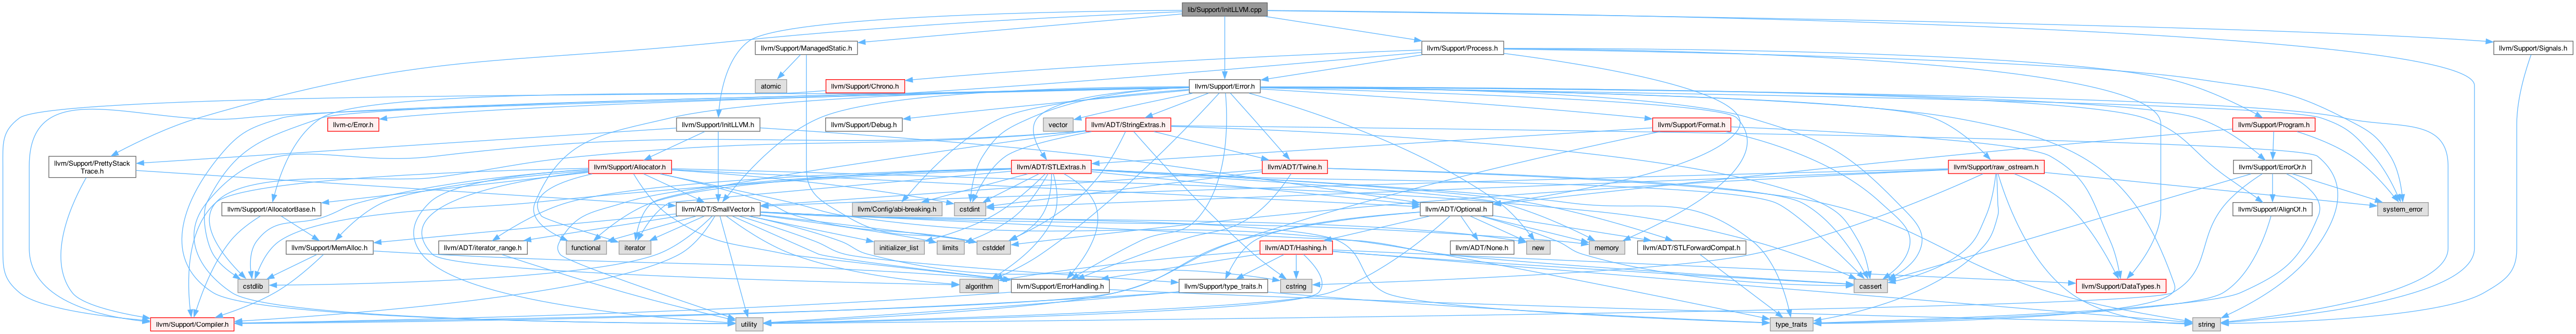 lib/Support/InitLLVM.cpp
llvm/Support/ManagedStatic.h
llvm/Support/Process.h
llvm/Support/Signals.h
atomic
llvm/Support/Chrono.h
llvm/Support/Error.h
llvm-c/Error.h
llvm/Support/InitLLVM.h
llvm/Support/Debug.h
vector
llvm/ADT/StringExtras.h
llvm/Support/Format.h
llvm/Support/Program.h
llvm/Support/PrettyStack
Trace.h
llvm/Support/Allocator.h
llvm/ADT/STLExtras.h
llvm/ADT/Twine.h
llvm/Support/raw_ostream.h
llvm/Support/ErrorOr.h
llvm/Support/AllocatorBase.h
llvm/ADT/SmallVector.h
llvm/Config/abi-breaking.h
cstdint
llvm/ADT/Optional.h
llvm/Support/AlignOf.h
system_error
llvm/Support/MemAlloc.h
llvm/ADT/iterator_range.h
functional
iterator
initializer_list
limits
cstddef
llvm/ADT/None.h
new
memory
llvm/ADT/Hashing.h
llvm/ADT/STLForwardCompat.h
cstdlib
algorithm
llvm/Support/ErrorHandling.h
llvm/Support/type_traits.h
cstring
cassert
llvm/Support/DataTypes.h
llvm/Support/Compiler.h
utility
type_traits
string